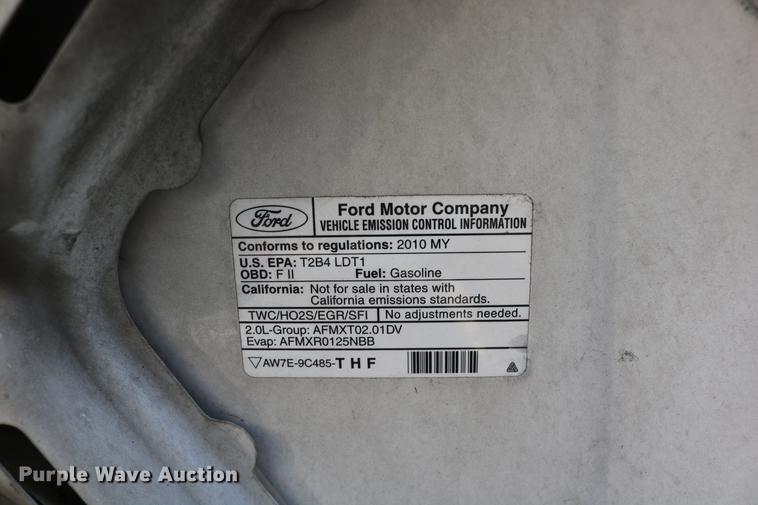 Ford
Ford Motor Company
VEHICLE EMISSION CONTROL INFORMATION
Conforms to regulations: 2010 MY
U.S. EPA: T2B4 LDT1
OBD: F II Fuel: Gasoline
California: Not for sale in states with
California emissions standards.
TWC/HO2S/EGR/SFI No adjustments needed.
2.0L-Group: AFMXT02.01DV
Evap: AFMXR0125NBB
AW7E-9C485-THF
Purple Wave Auction